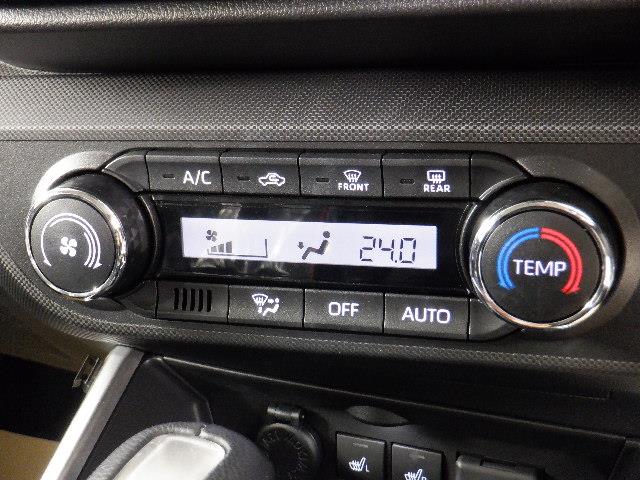 A/C
FRONT
REAR
24.0
TEMP
OFF
AUTO
L
R